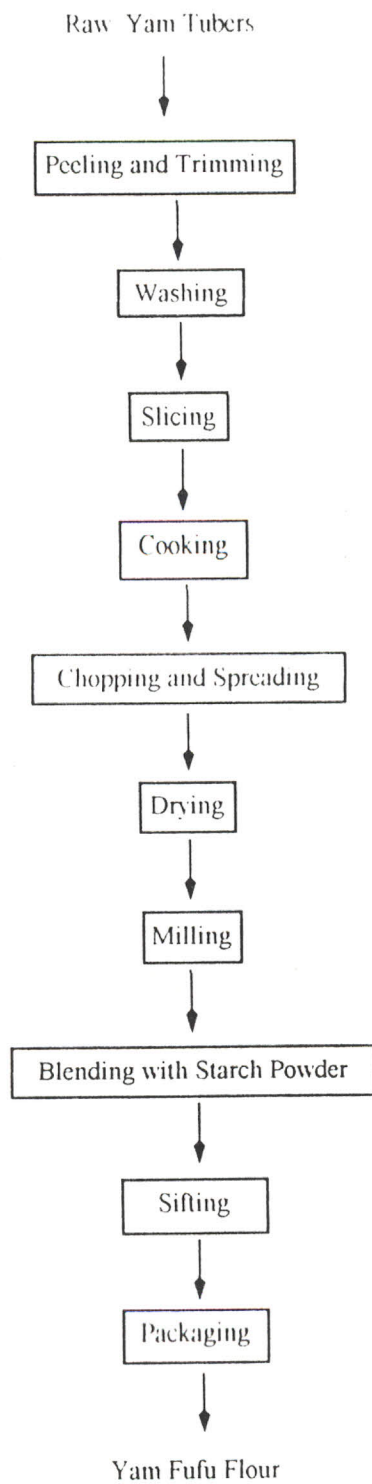 Raw Yam Tubers
Peeling and Trimming
Washing
Slicing
Cooking
Chopping and Spreading
Drying
Milling
Blending with Starch Powder
Sifting
Packaging
Yam Fufu Flour